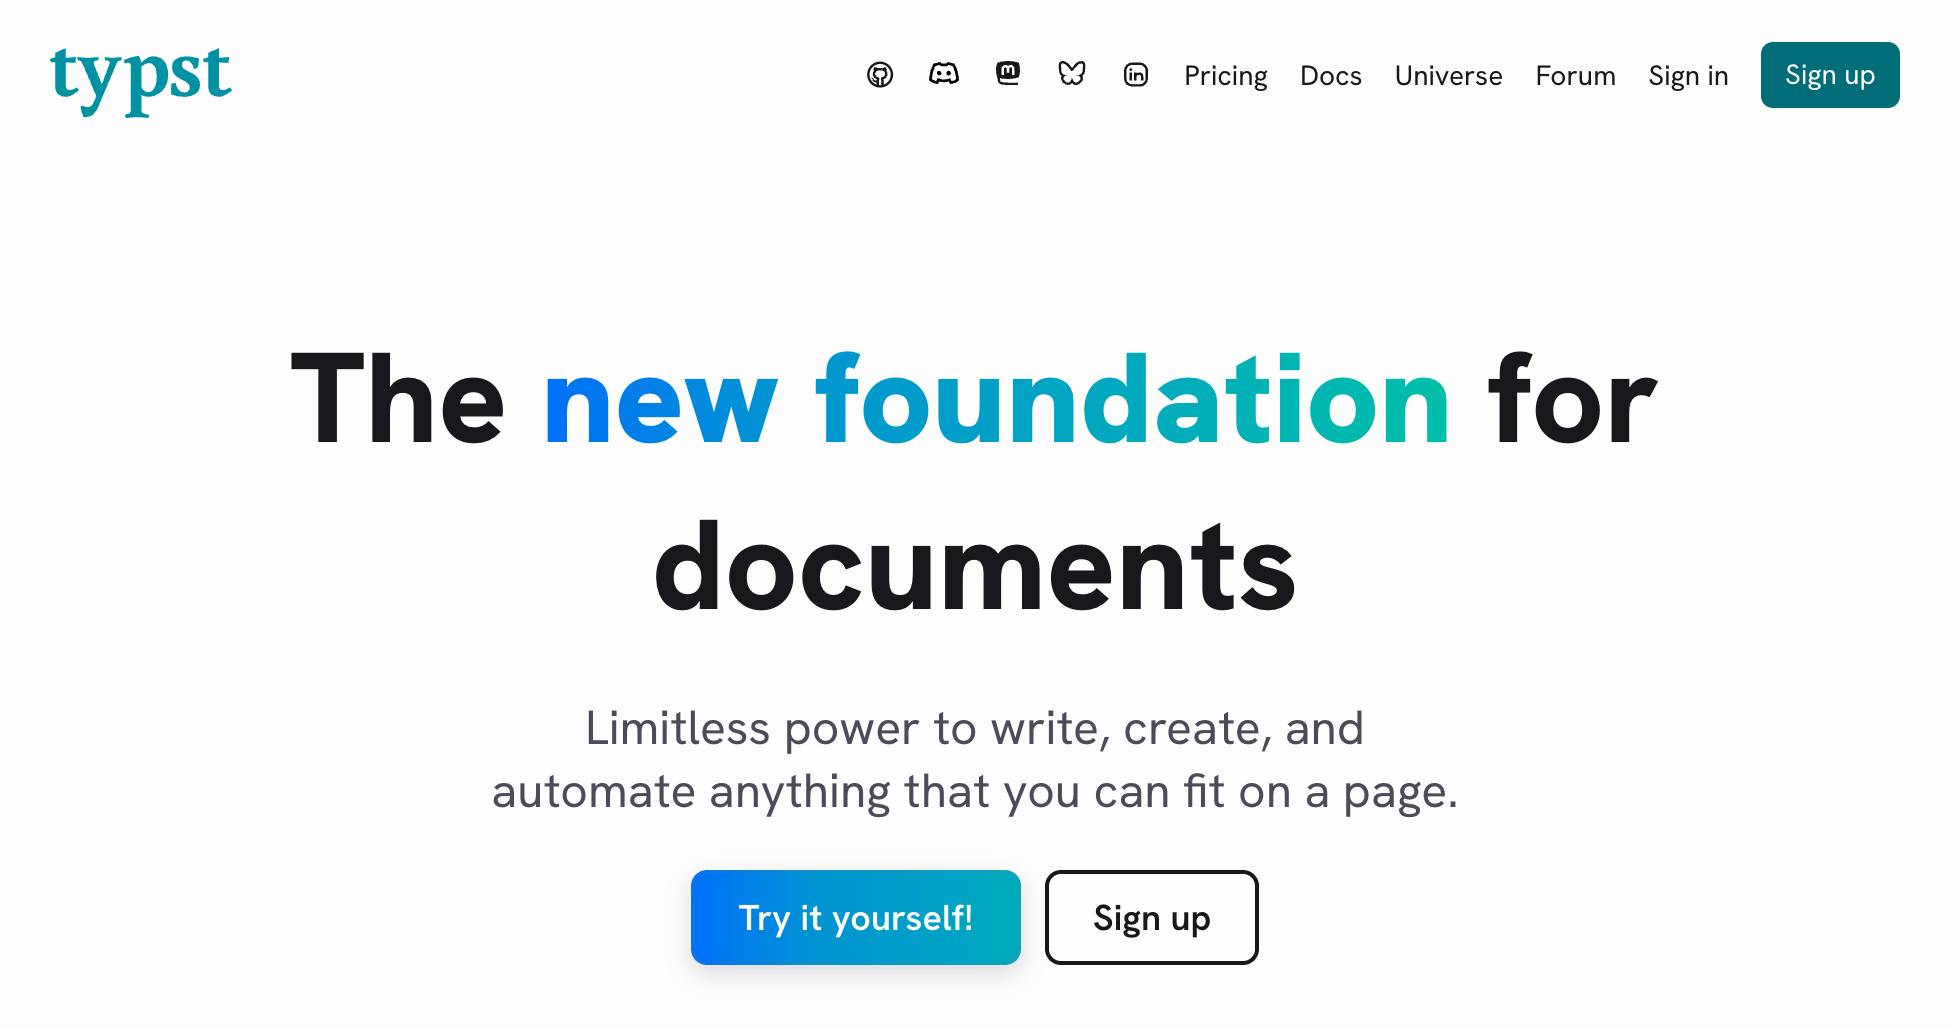 typst
Pricing Docs Universe Forum Sign in Sign up
The new foundation for
documents
Limitless power to write, create, and
automate anything that you can fit on a page.
Try it yourself! Sign up